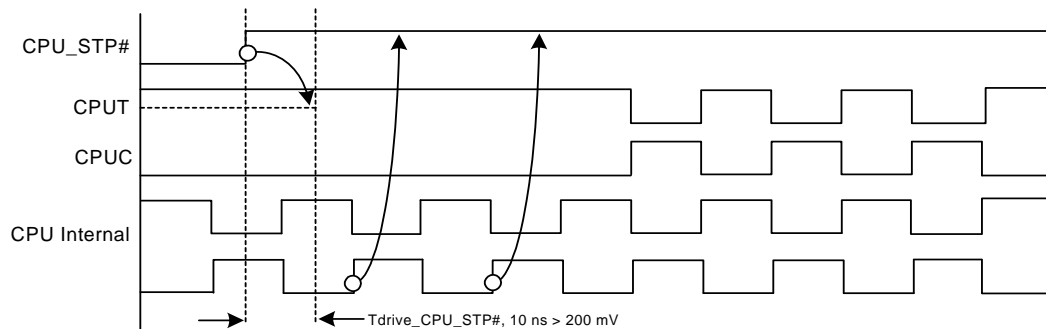 CPU_STP#
CPUT
CPUC
CPU Internal
Tdrive_CPU_STP#, 10 ns > 200 mV